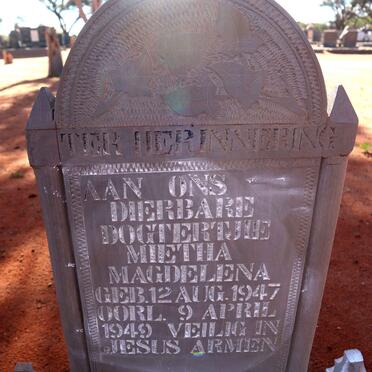 TER HERINNERING
AAN ONS
DIERBARE
DOGTERTJIE
MIETHA
MAGDELENA
GEB. 12 AUG. 1947
OORL. 9 APRIL
1949 VEILIG IN
JESUS ARMEN